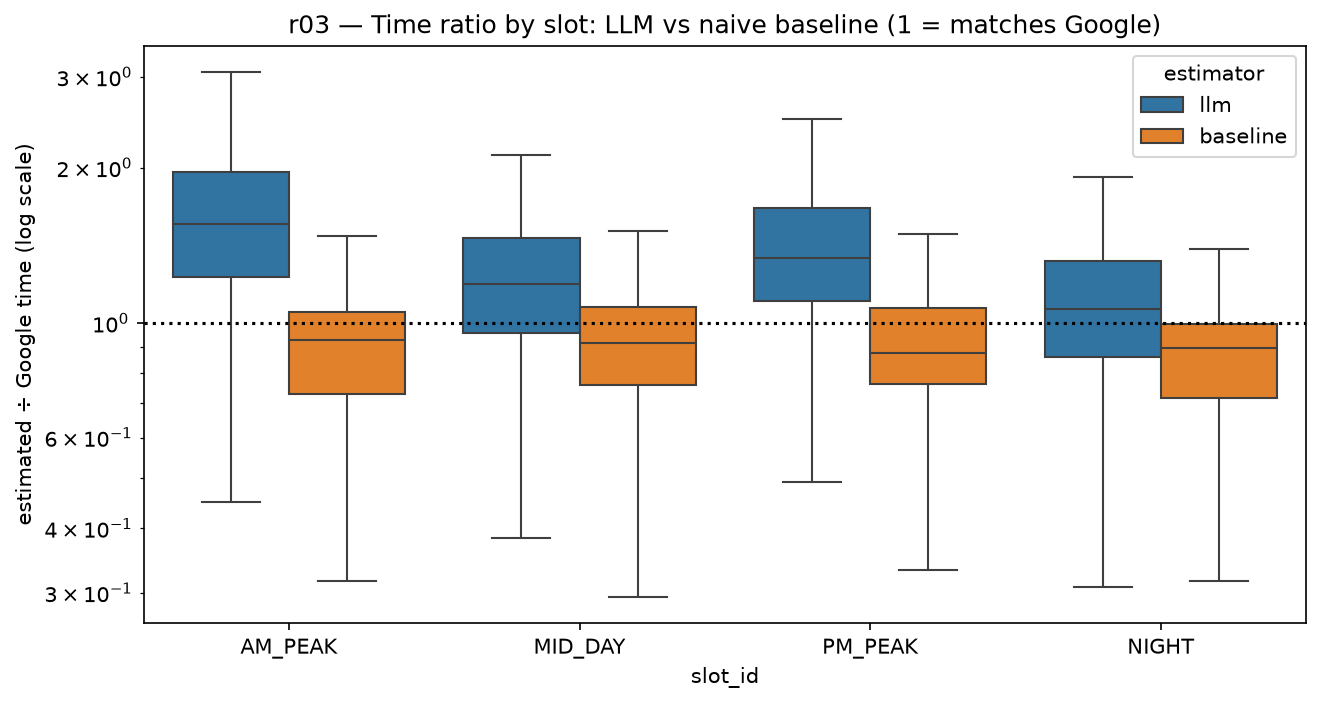 r03 — Time ratio by slot: LLM vs naive baseline (1 = matches Google)
estimator
llm
baseline
estimated ÷ Google time (log scale)
3 × 10⁰
2 × 10⁰
10⁰
6 × 10⁻¹
4 × 10⁻¹
3 × 10⁻¹
AM_PEAK
MID_DAY
PM_PEAK
NIGHT
slot_id